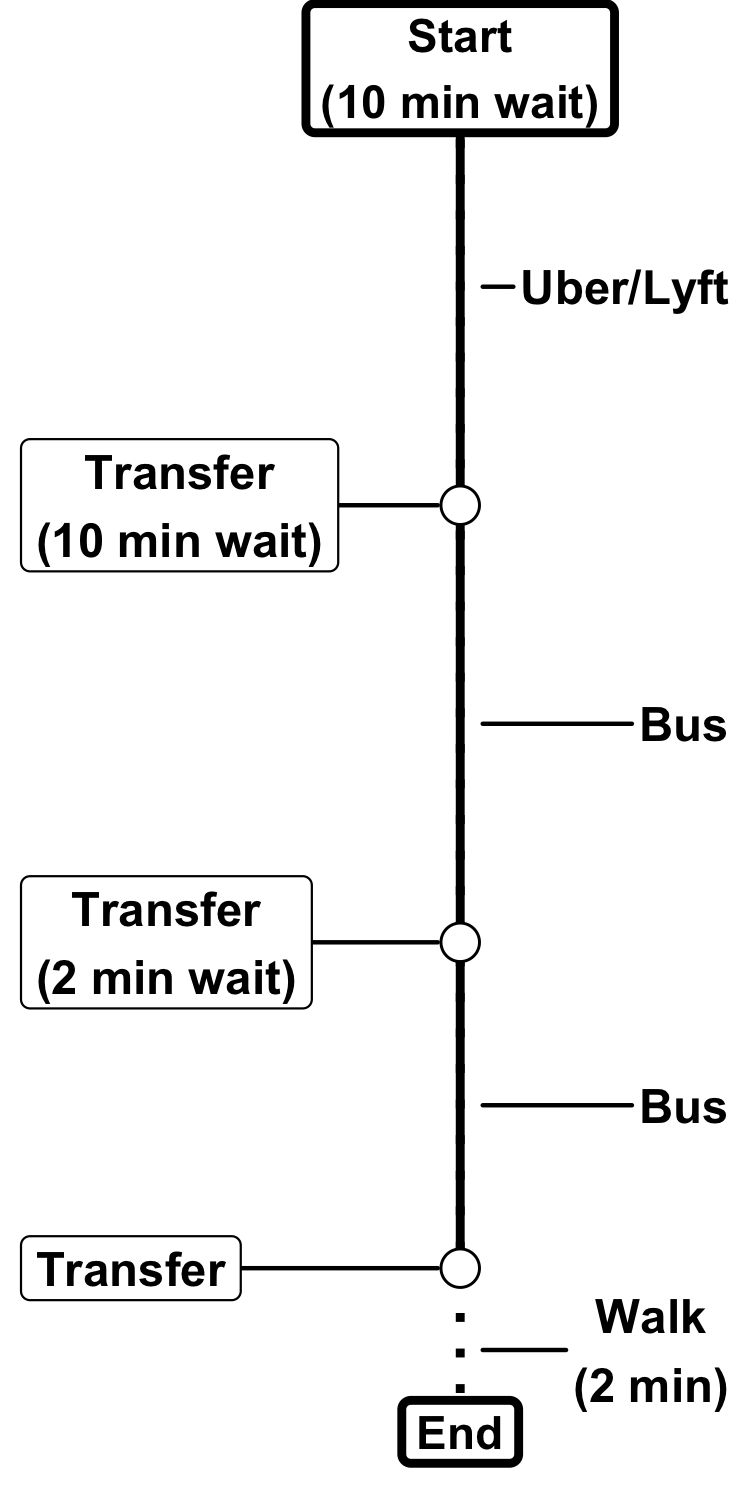 Start
(10 min wait)
Uber/Lyft
Transfer
(10 min wait)
Bus
Transfer
(2 min wait)
Bus
Transfer
Walk
(2 min)
End